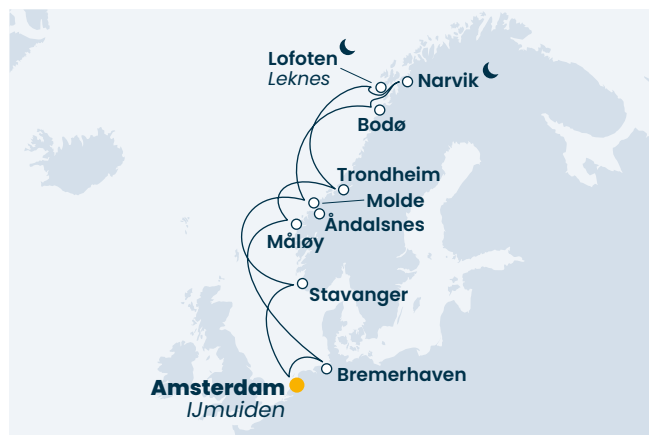 Lofoten
Leknes
Narvik
Bodø
Trondheim
Molde
Åndalsnes
Måløy
Stavanger
Bremerhaven
Amsterdam
IJmuiden